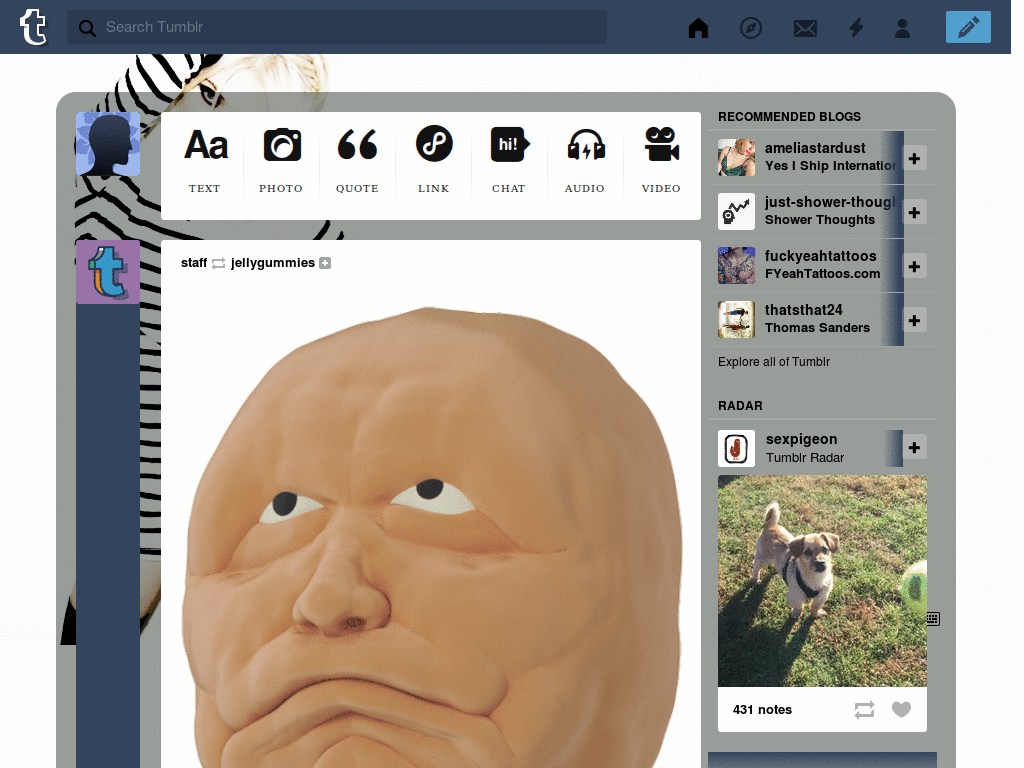 Search Tumblr
Aa
hi!
TEXT PHOTO QUOTE LINK CHAT AUDIO VIDEO
staff jellygummies
RECOMMENDED BLOGS
ameliastardust
Yes I Ship Internation
just-shower-though
Shower Thoughts
fuckyeahtattoos
FYeahTattoos.com
thatsthat24
Thomas Sanders
Explore all of Tumblr
RADAR
sexpigeon
Tumblr Radar
431 notes